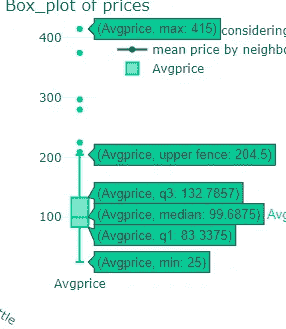 Box_plot of prices
400
(Avgprice, max: 415)
considering
mean price by neighbo
Avgprice
300
200
(Avgprice, upper fence: 204.5)
(Avgprice, q3: 132.7857)
100
(Avgprice, median: 99.6875)
Av
(Avgprice, q1: 83.3375)
(Avgprice, min: 25)
Avgprice
ttle